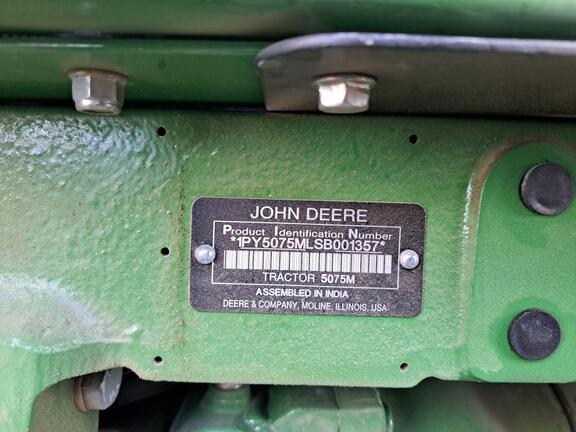 JOHN DEERE
Product Identification Number
*1PY5075MLSB001357*
TRACTOR 5075M
ASSEMBLED IN INDIA
DEERE & COMPANY, MOLINE, ILLINOIS, USA